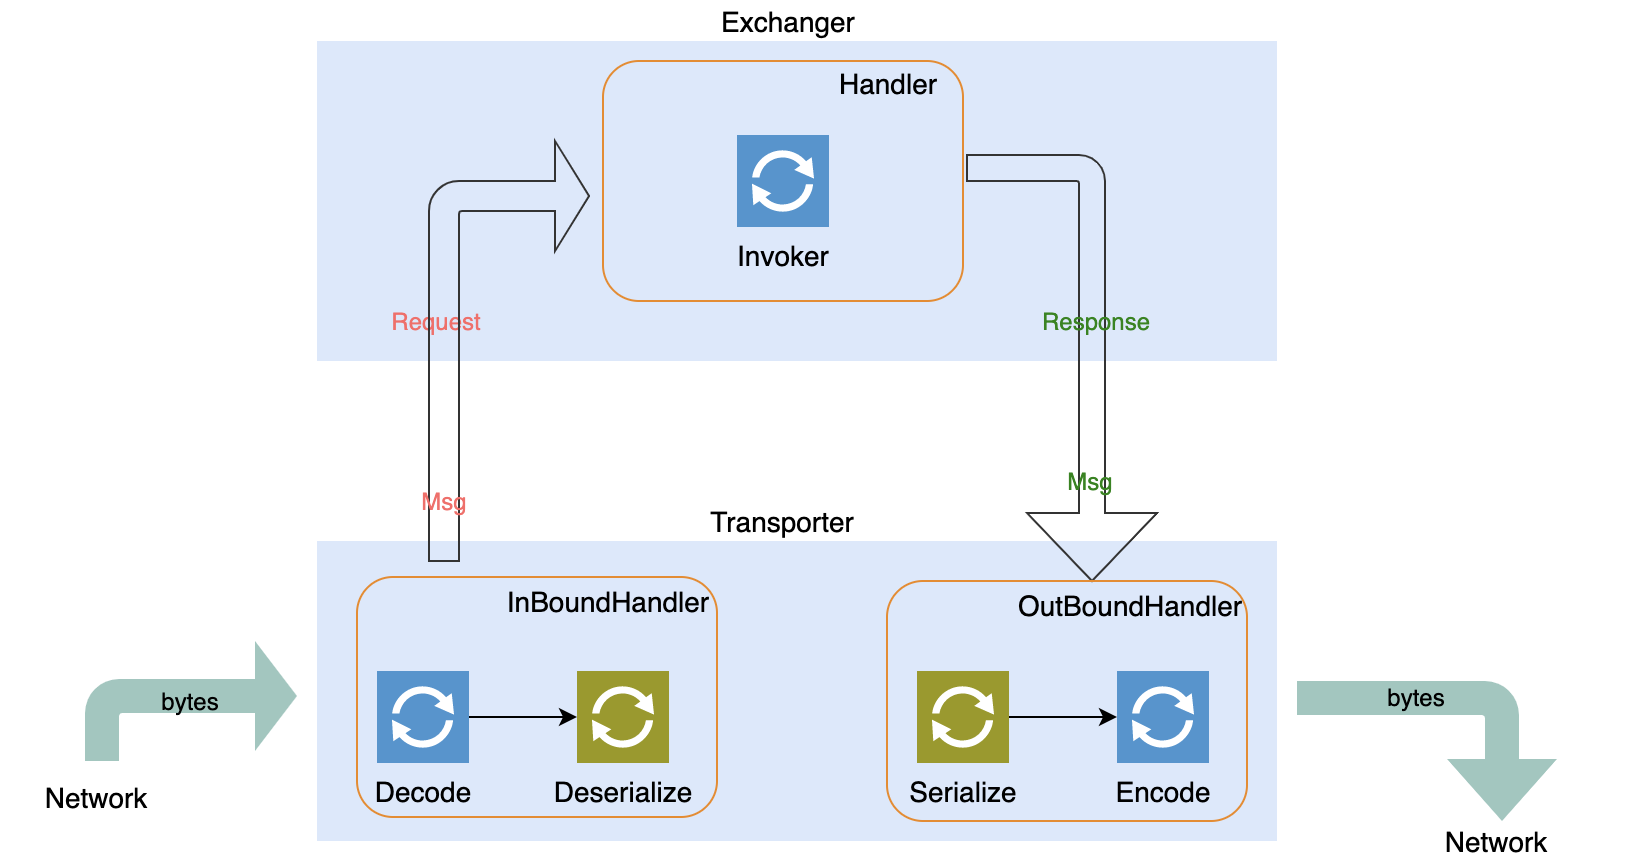 Exchanger
Handler
Invoker
Request
Response
Msg
Msg
Transporter
InBoundHandler
OutBoundHandler
bytes
bytes
Decode
Deserialize
Serialize
Encode
Network
Network